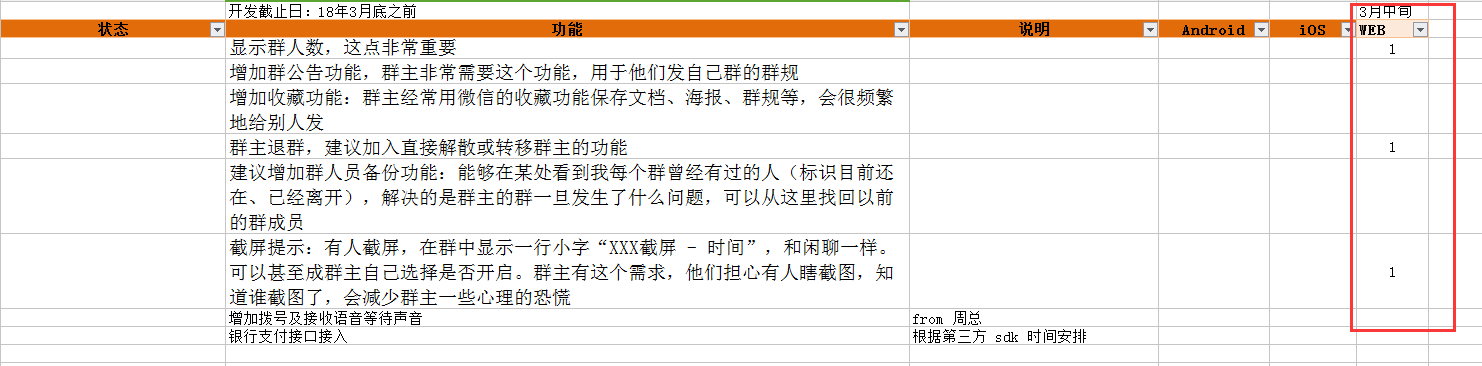 开发截止日：18年3月底之前
3月中旬
状态 功能 说明 Android iOS WEB
显示群人数，这点非常重要 1
增加群公告功能，群主非常需要这个功能，用于他们发自己群的群规
增加收藏功能：群主经常用微信的收藏功能保存文档、海报、群规等，会很频繁
地给别人发
群主退群，建议加入直接解散或转移群主的功能 1
建议增加群人员备份功能：能够在某处看到我每个群曾经有过的人（标识目前还
在、已经离开），解决的是群主的群一旦发生了什么问题，可以从这里找回以前
的群成员
截屏提示：有人截屏，在群中显示一行小字“XXX截屏 - 时间”，和闲聊一样。
可以甚至成群主自己选择是否开启。群主有这个需求，他们担心有人瞎截图，知 1
道谁截图了，会减少群主一些心理的恐慌
增加拨号及接收语音等待声音 from 周总
银行支付接口接入 根据第三方 sdk 时间安排